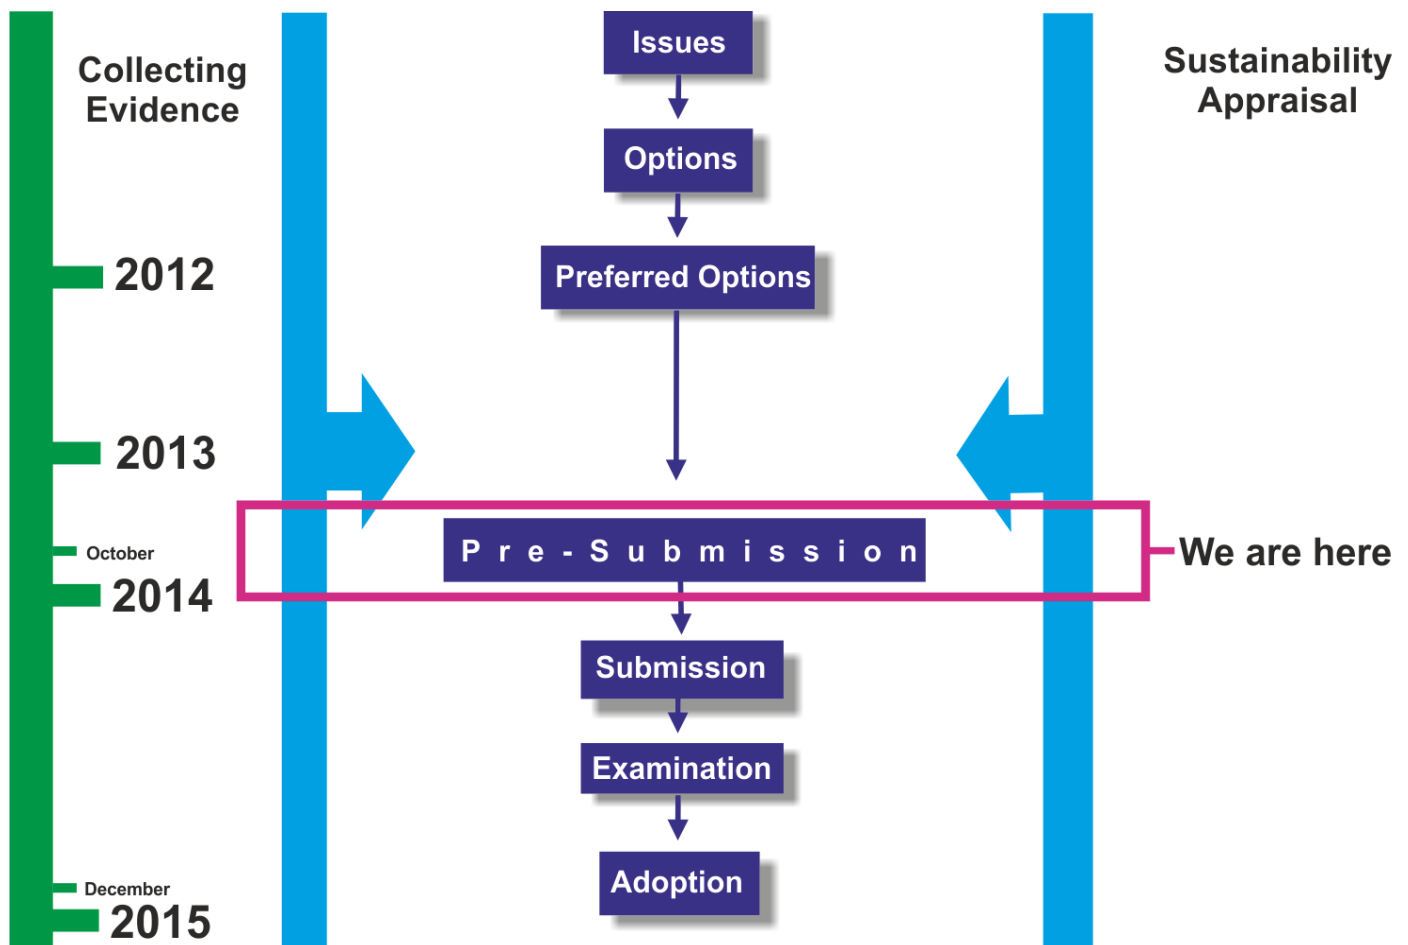 Collecting
Evidence
Issues
Sustainability
Appraisal
Options
2012
Preferred Options
2013
October
Pre-Submission
We are here
2014
Submission
Examination
December
Adoption
2015